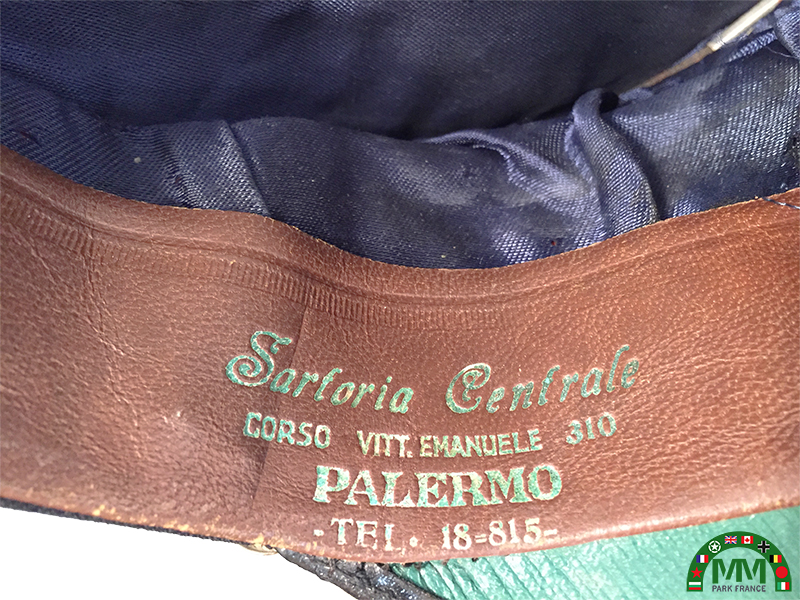 Sartoria Centrale
CORSO VITT. EMANUELE 310
PALERMO
- TEL. 18=815-
MM
PARK FRANCE